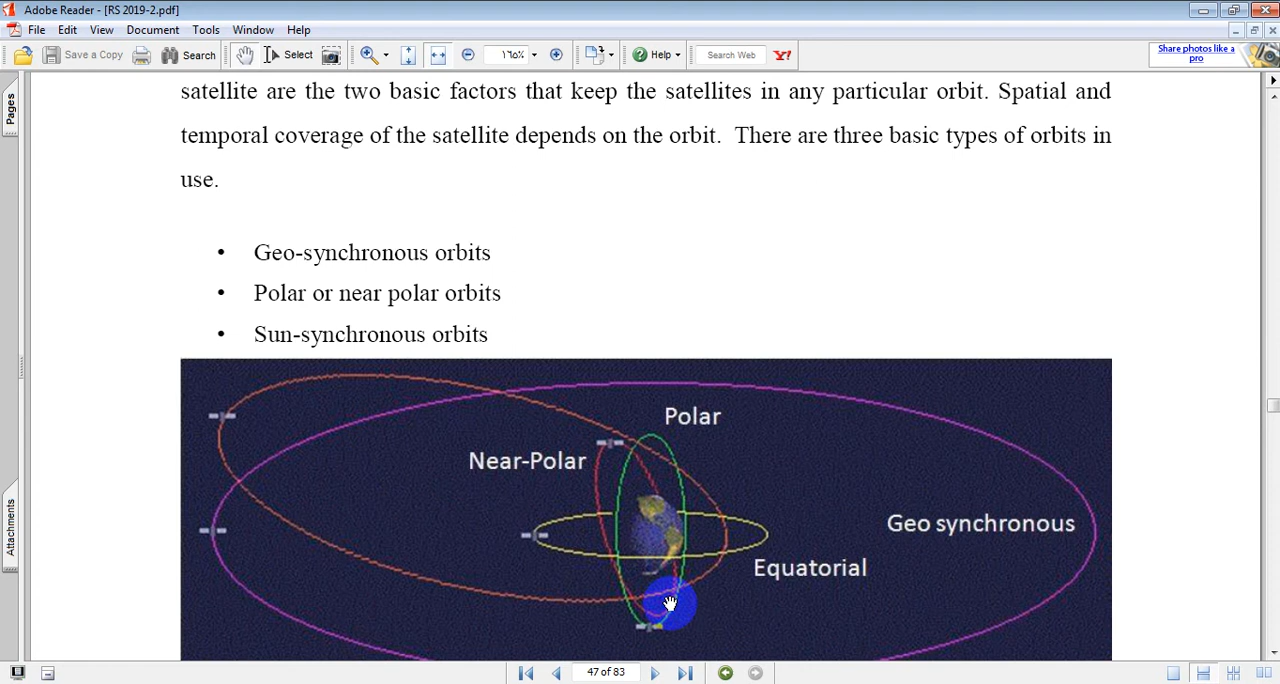 Adobe Reader - [RS 2019-2.pdf]
File Edit View Document Tools Window Help
Save a Copy Search Select ١٦٥% Help Search Web Y! Share photos like a pro
Pages
satellite are the two basic factors that keep the satellites in any particular orbit. Spatial and
temporal coverage of the satellite depends on the orbit. There are three basic types of orbits in
use.
• Geo-synchronous orbits
• Polar or near polar orbits
• Sun-synchronous orbits
Polar
Near-Polar
Geo synchronous
Equatorial
Attachments
47 of 83